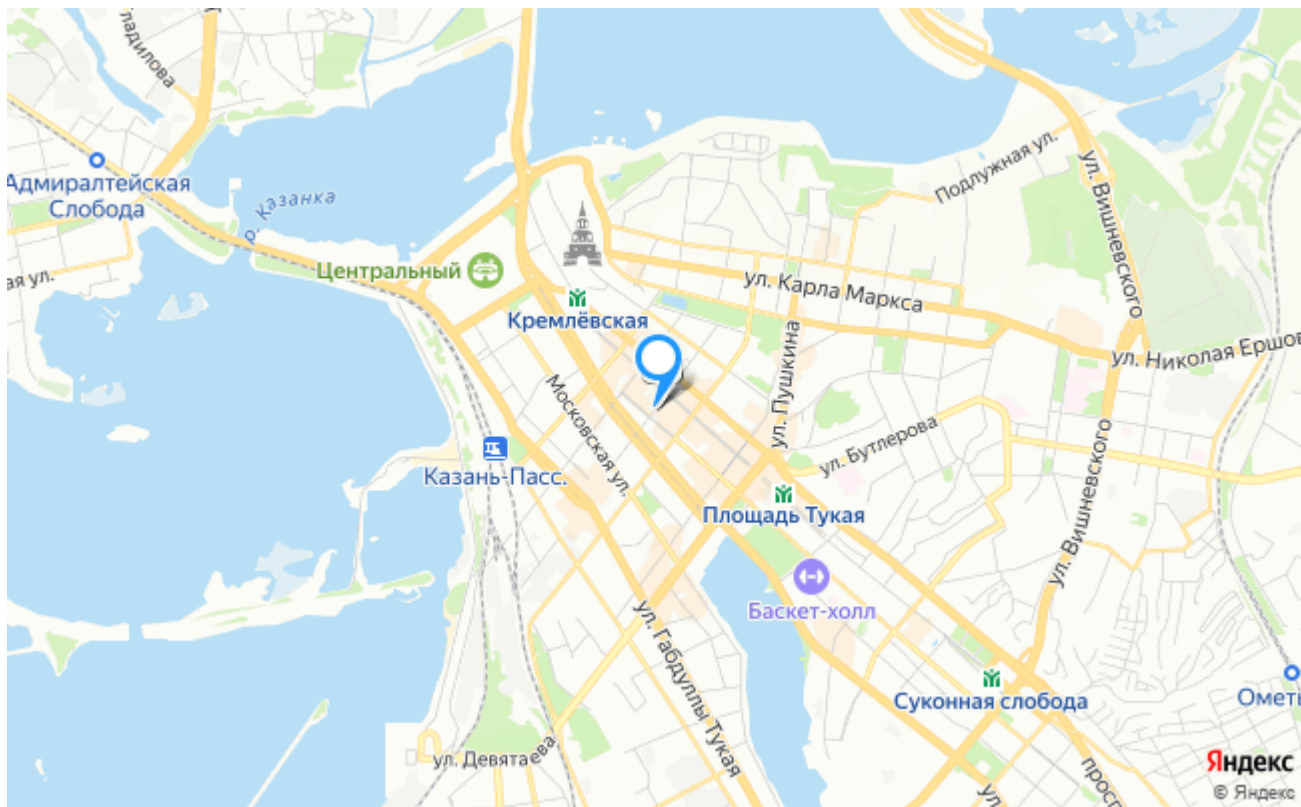 Адмиралтейская
Слобода
р. Казанка
Подлужная ул.
ул. Вишневского
Центральный
ул. Карла Маркса
Кремлёвская
ул. Николая Ершов
ул. Пушкина
Московская ул.
ул. Бутлерова
Казань-Пасс.
Площадь Тукая
ул. Вишневского
Баскет-холл
ул. Габдуллы Тукая
Суконная слобода
ул. Девятаева
Яндекс
© Яндекс